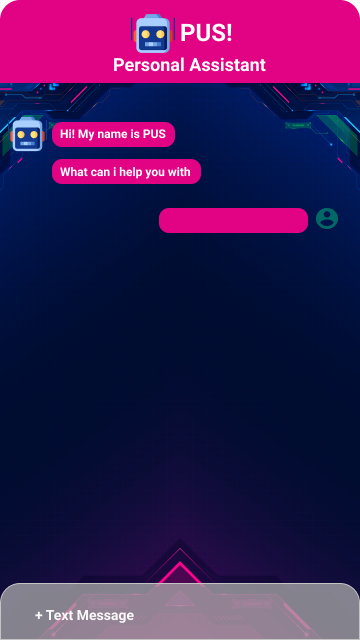 PUS!
Personal Assistant
Hi! My name is PUS
What can i help you with
+ Text Message